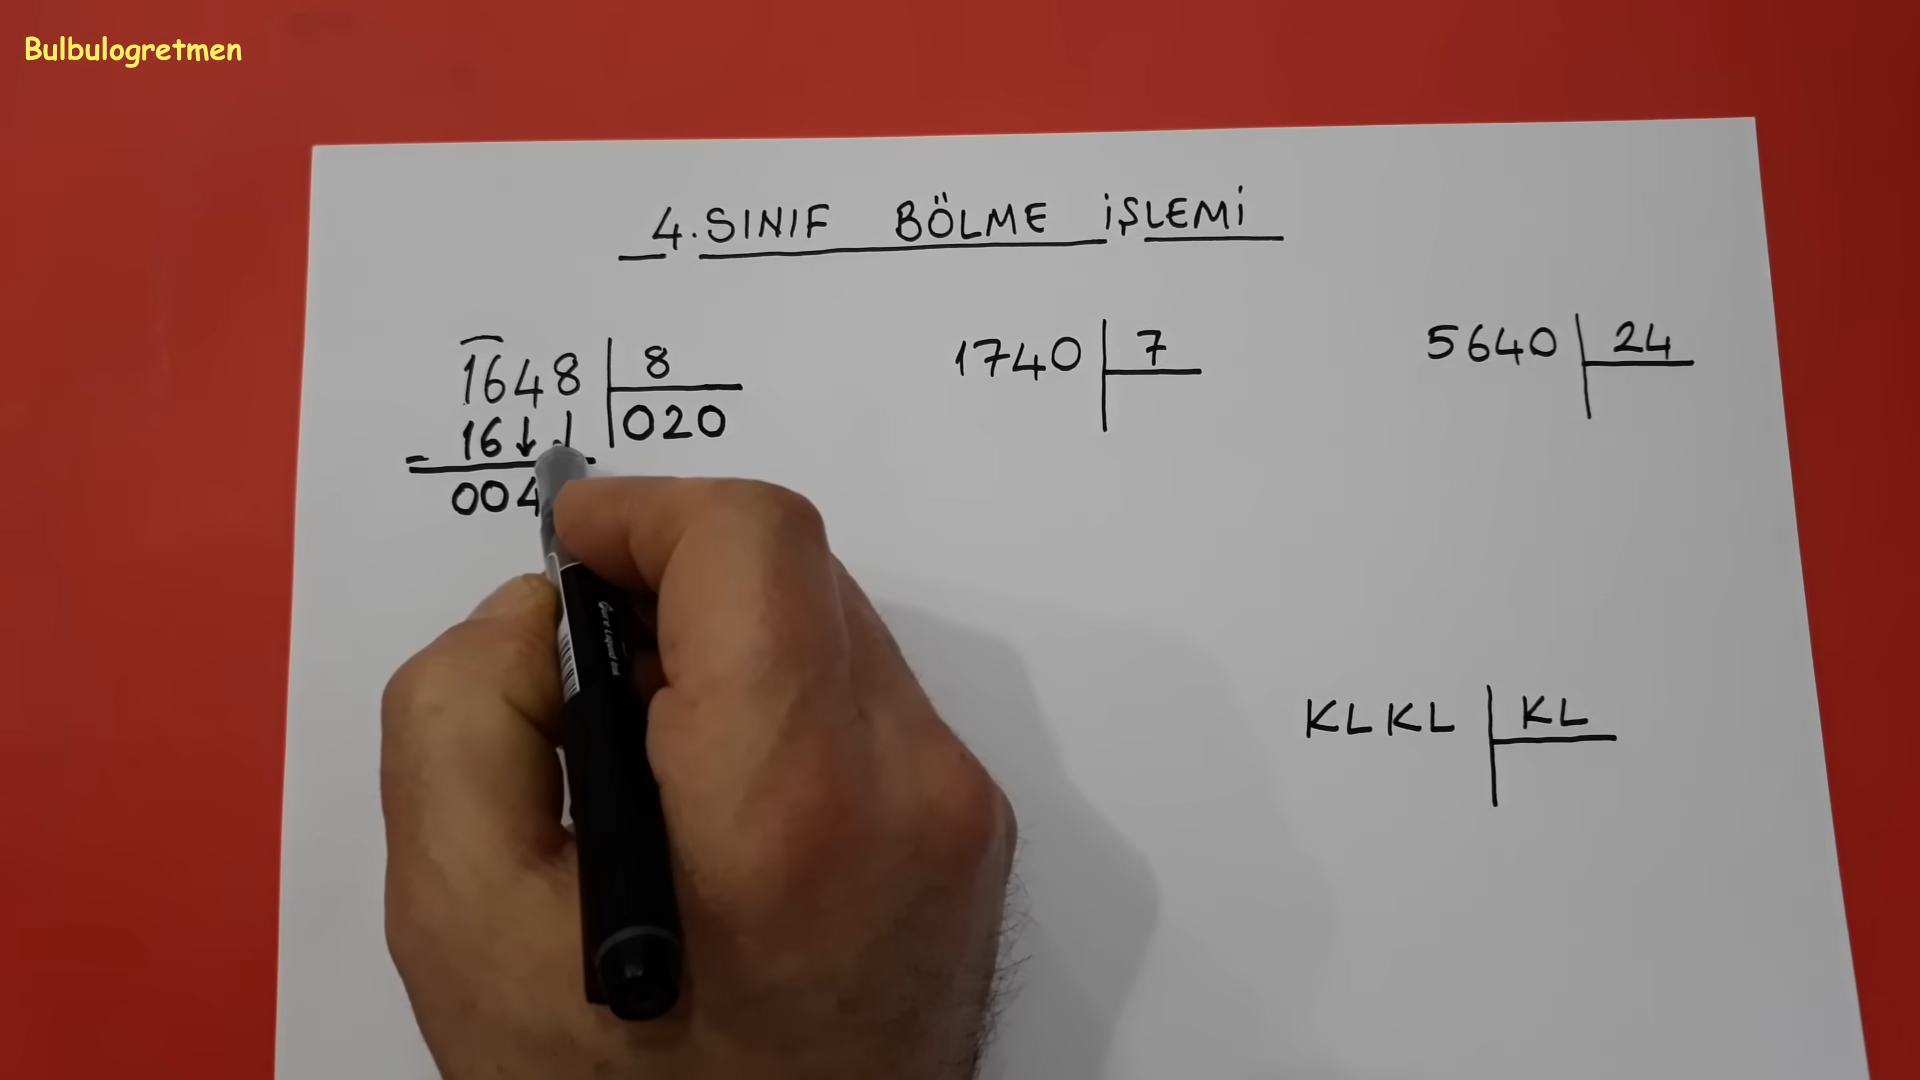 Bulbulogretmen
4.SINIF BÖLME İŞLEMİ
1648 8
16 020
-
004
1740 7
5640 24
KLKL KL